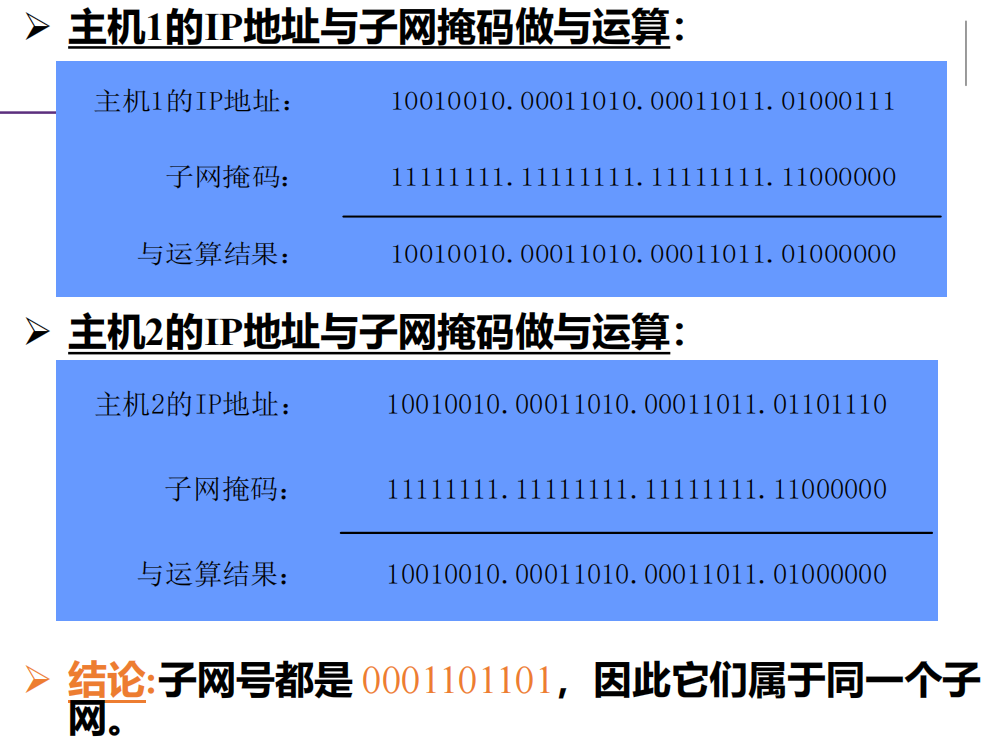 ➢ 主机1的IP地址与子网掩码做与运算：
主机1的IP地址： 10010010.00011010.00011011.01000111
子网掩码： 11111111.11111111.11111111.11000000
与运算结果： 10010010.00011010.00011011.01000000
➢ 主机2的IP地址与子网掩码做与运算：
主机2的IP地址： 10010010.00011010.00011011.01101110
子网掩码： 11111111.11111111.11111111.11000000
与运算结果： 10010010.00011010.00011011.01000000
➢ 结论:子网号都是 0001101101，因此它们属于同一个子
网。